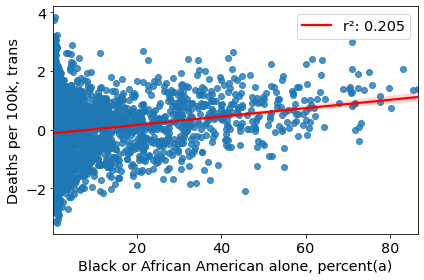 4
2
0
−2
Deaths per 100k, trans
r²: 0.205
20
40
60
80
Black or African American alone, percent(a)